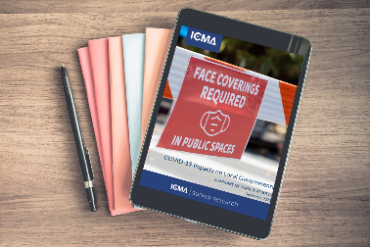 ICMA
FACE COVERINGS
REQUIRED
IN PUBLIC SPACES
COVID-19 Impacts on Local Governments
ICMA | survey research